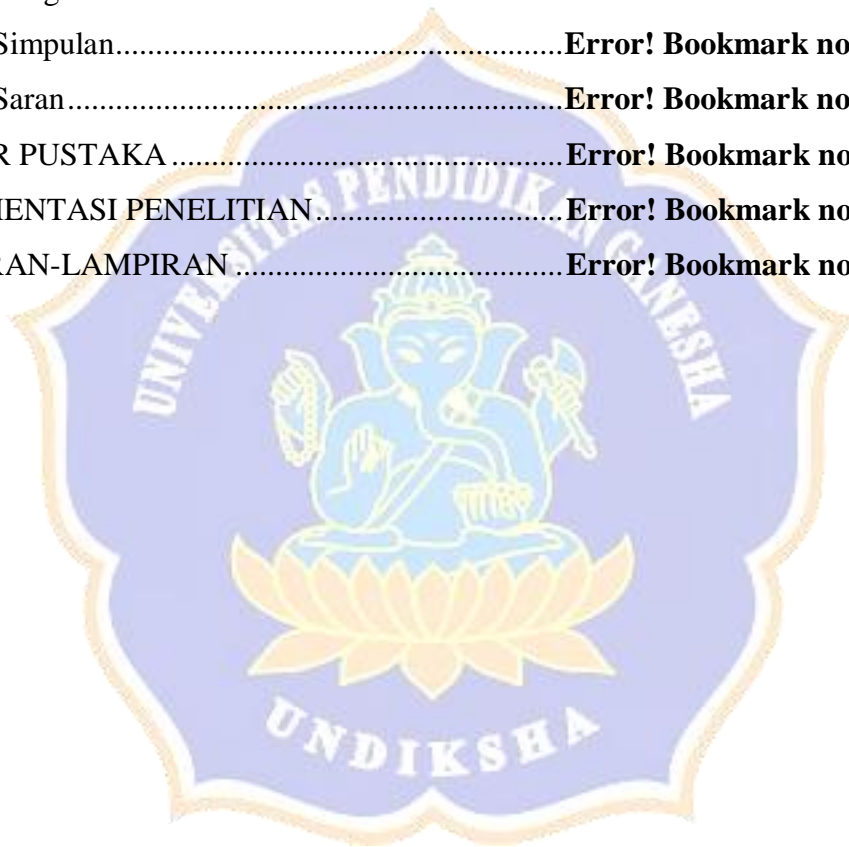 Simpulan.......................................................Error! Bookmark no
Saran.............................................................Error! Bookmark no
R PUSTAKA ................................................Error! Bookmark no
MENTASI PENELITIAN...............................Error! Bookmark no
RAN-LAMPIRAN .........................................Error! Bookmark no
UNIVERSITAS PENDIDIKAN GANESHA
UNDIKSHA